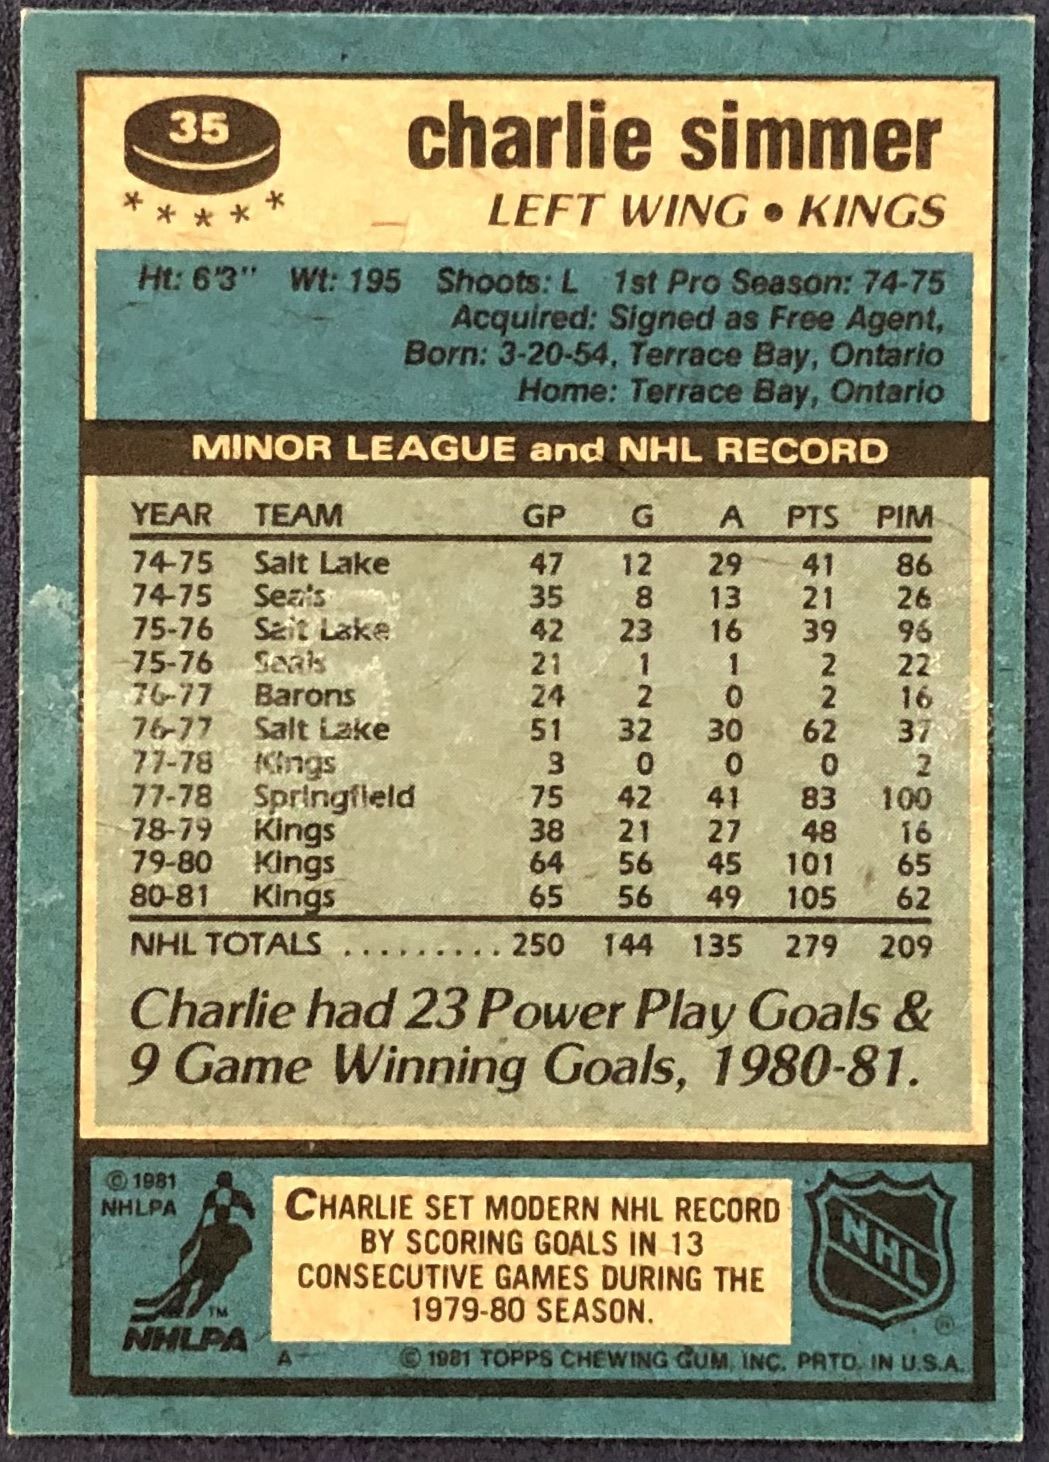 35
charlie simmer
LEFT WING • KINGS
Ht: 6'3" Wt: 195 Shoots: L 1st Pro Season: 74-75
Acquired: Signed as Free Agent,
Born: 3-20-54, Terrace Bay, Ontario
Home: Terrace Bay, Ontario
MINOR LEAGUE and NHL RECORD
YEAR TEAM GP G A PTS PIM
74-75 Salt Lake 47 12 29 41 86
74-75 Seals 35 8 13 21 26
75-76 Salt Lake 42 23 16 39 96
75-76 Seals 21 1 1 2 22
76-77 Barons 24 2 0 2 16
76-77 Salt Lake 51 32 30 62 37
77-78 Kings 3 0 0 0 2
77-78 Springfield 75 42 41 83 100
78-79 Kings 38 21 27 48 16
79-80 Kings 64 56 45 101 65
80-81 Kings 65 56 49 105 62
NHL TOTALS ......... 250 144 135 279 209
Charlie had 23 Power Play Goals &
9 Game Winning Goals, 1980-81.
© 1981
NHLPA
TM
NHLPA
CHARLIE SET MODERN NHL RECORD
BY SCORING GOALS IN 13
CONSECUTIVE GAMES DURING THE
1979-80 SEASON.
NHL
®
A © 1981 TOPPS CHEWING GUM, INC. PRTD. IN U.S.A.